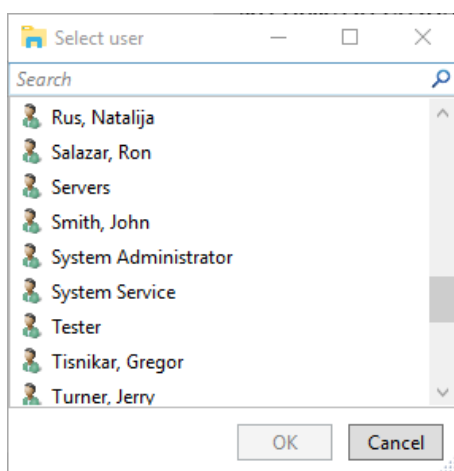 Select user
Search
Rus, Natalija
Salazar, Ron
Servers
Smith, John
System Administrator
System Service
Tester
Tisnikar, Gregor
Turner, Jerry
OK
Cancel